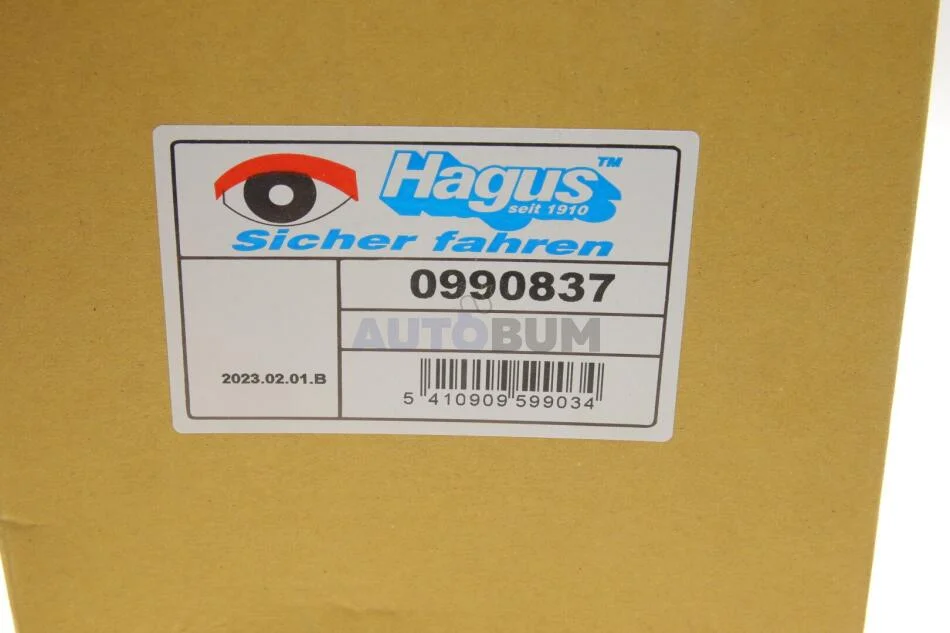 Hagus™
seit 1910
Sicher fahren
0990837
AUTOBUM
2023.02.01.B
5 410909 599034